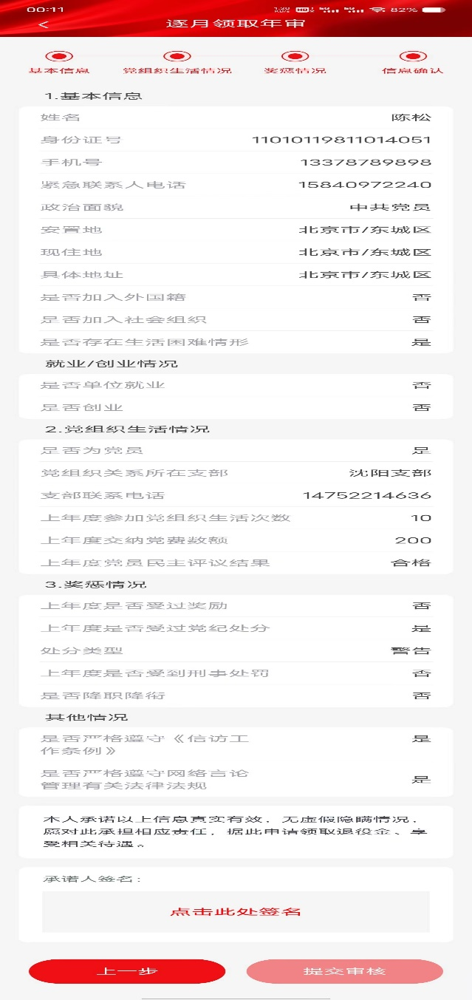 00:11
1.20 KB/s HD 5G 5G 82%
< 逐月领取年审
基本信息 党组织生活情况 奖惩情况 信息确认
1.基本信息
姓名 陈松
身份证号 11010119811014051
手机号 13378789898
紧急联系人电话 15840972240
政治面貌 中共党员
安置地 北京市/东城区
现住地 北京市/东城区
具体地址 北京市/东城区
是否加入外国籍 否
是否加入社会组织 否
是否存在生活困难情形 是
就业/创业情况
是否单位就业 否
是否创业 否
2.党组织生活情况
是否为党员 是
党组织关系所在支部 沈阳支部
支部联系电话 14752214636
上年度参加党组织生活次数 10
上年度交纳党费数额 200
上年度党员民主评议结果 合格
3.奖惩情况
上年度是否受过奖励 否
上年度是否受过党纪处分 是
处分类型 警告
上年度是否受到刑事处罚 否
是否降职降衔 否
其他情况
是否严格遵守《信访工 是
作条例》
是否严格遵守网络言论
管理有关法律法规 是
本人承诺以上信息真实有效，无虚假隐瞒情况，
愿对此承担相应责任，据此申请领取退役金、享
受相关待遇。
承诺人签名：
点击此处签名
上一步 提交审核